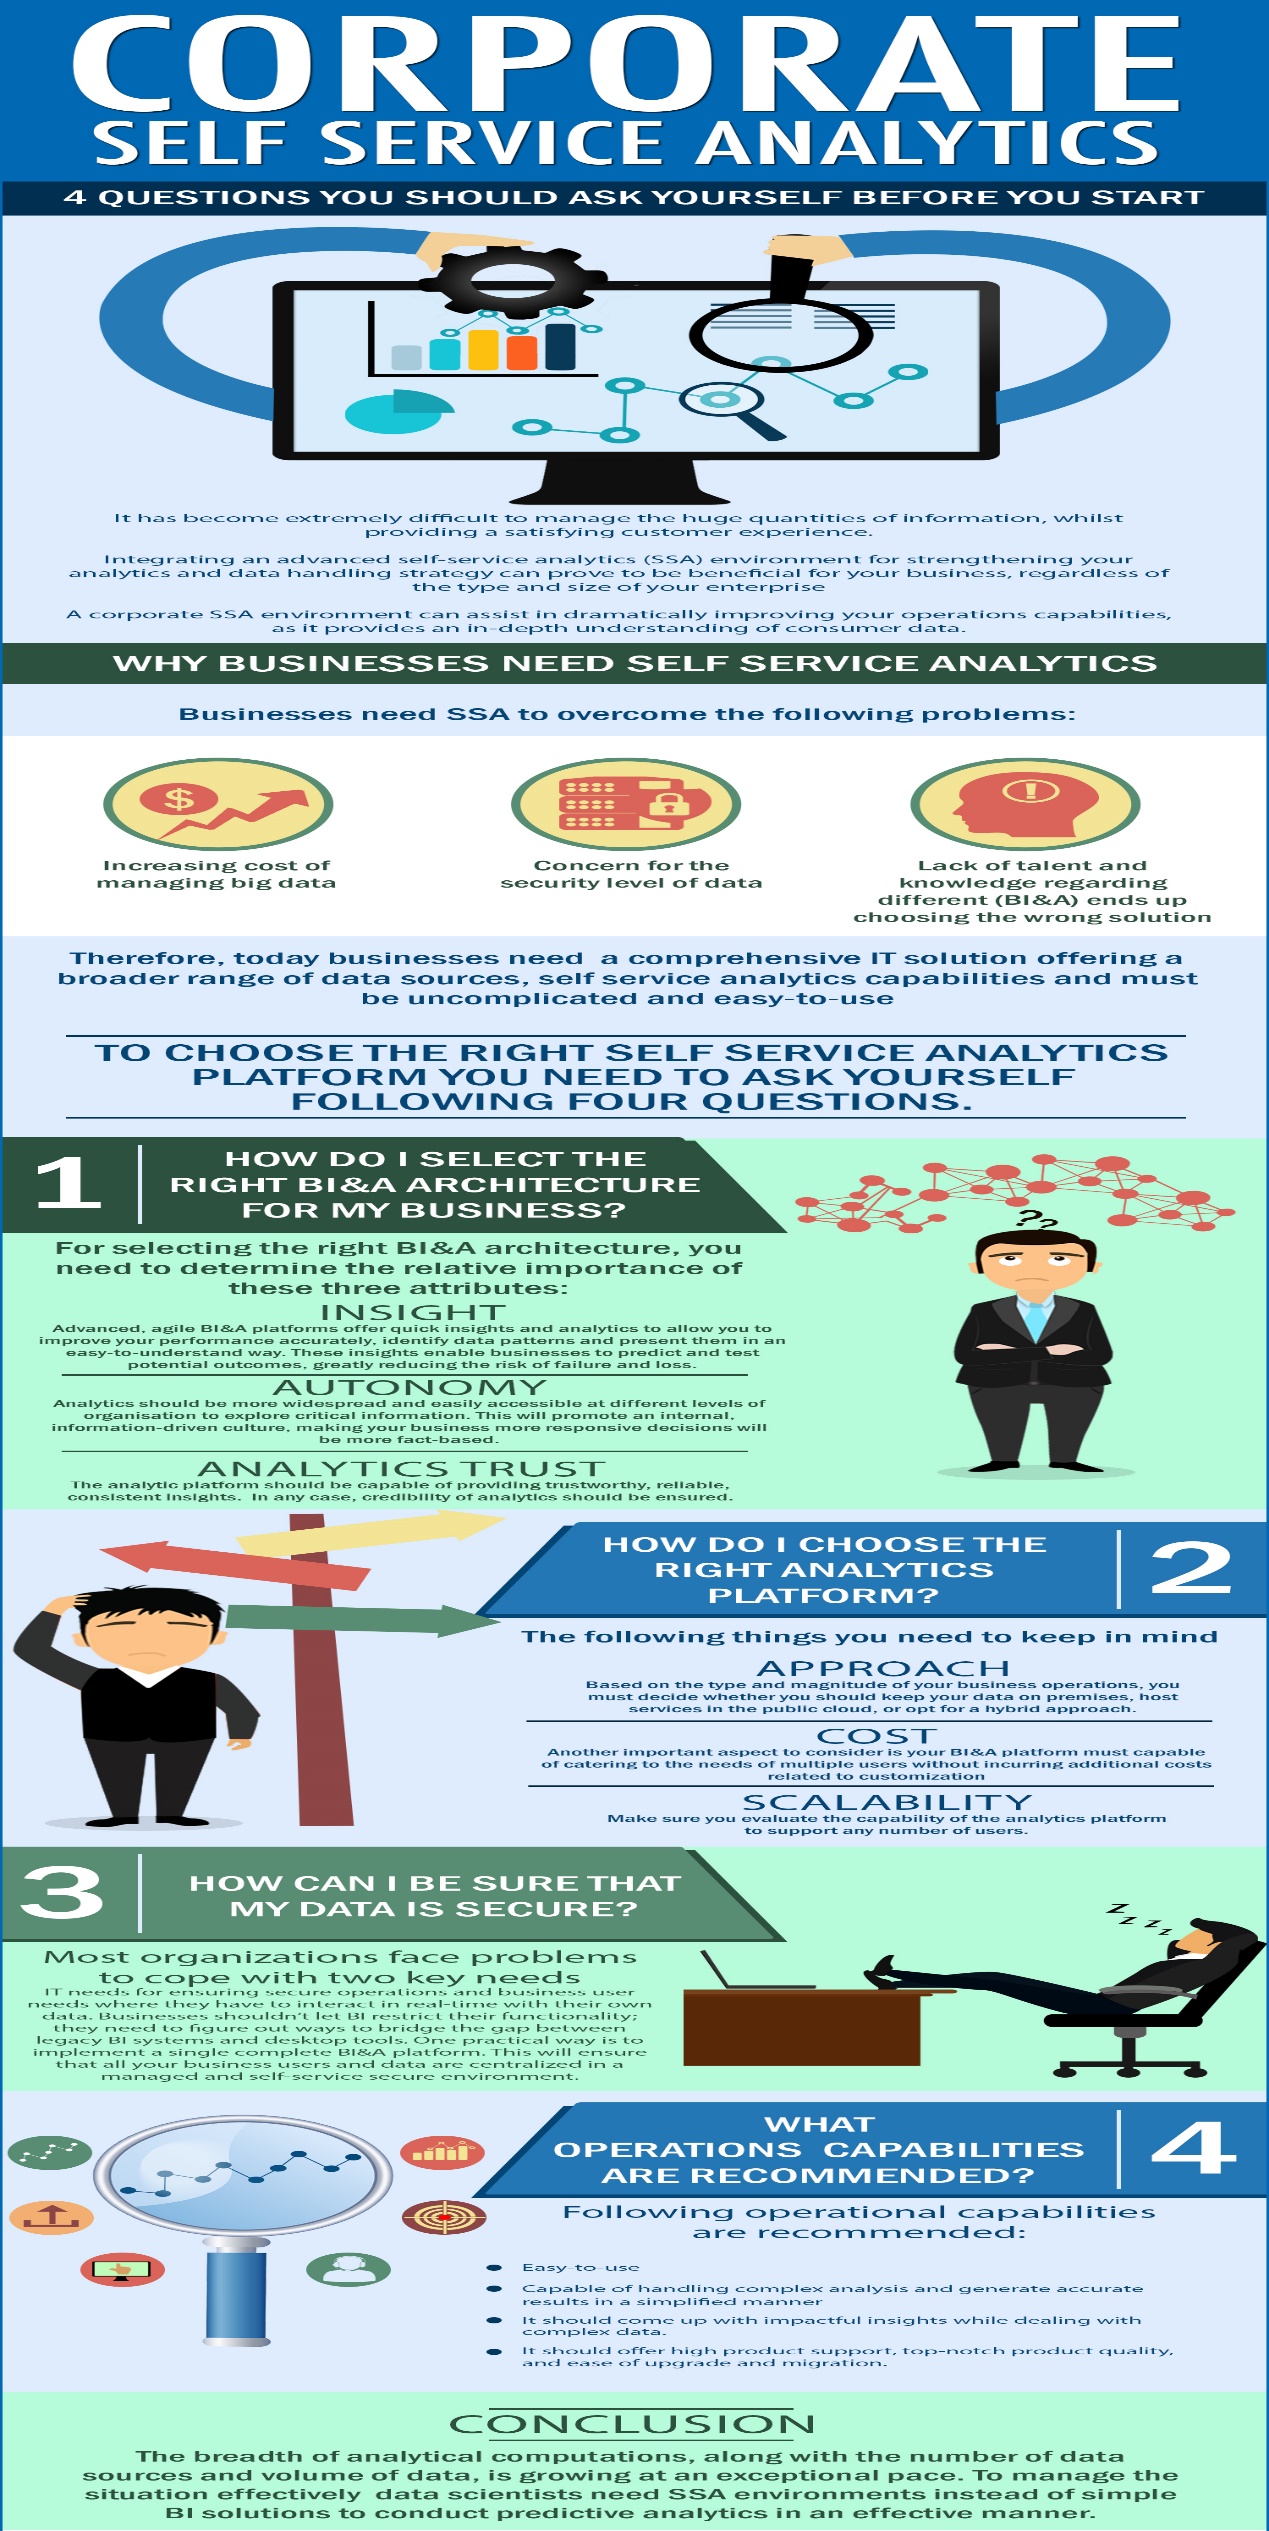 CORPORATE
SELF SERVICE ANALYTICS
4 QUESTIONS YOU SHOULD ASK YOURSELF BEFORE YOU START
It has become extremely difficult to manage the huge quantities of information, whilst
providing a satisfying customer experience.
Integrating an advanced self-service analytics (SSA) environment for strengthening your
analytics and data handling strategy can prove to be beneficial for your business, regardless of
the type and size of your enterprise
A corporate SSA environment can assist in dramatically improving your operations capabilities,
as it provides an in-depth understanding of consumer data.
WHY BUSINESSES NEED SELF SERVICE ANALYTICS
Businesses need SSA to overcome the following problems:
$
!
Increasing cost of
managing big data
Concern for the
security level of data
Lack of talent and
knowledge regarding
different (BI&A) ends up
choosing the wrong solution
Therefore, today businesses need a comprehensive IT solution offering a
broader range of data sources, self service analytics capabilities and must
be uncomplicated and easy-to-use
TO CHOOSE THE RIGHT SELF SERVICE ANALYTICS
PLATFORM YOU NEED TO ASK YOURSELF
FOLLOWING FOUR QUESTIONS.
1
HOW DO I SELECT THE
RIGHT BI&A ARCHITECTURE
FOR MY BUSINESS?
??
For selecting the right BI&A architecture, you
need to determine the relative importance of
these three attributes:
INSIGHT
Advanced, agile BI&A platforms offer quick insights and analytics to allow you to
improve your performance accurately, identify data patterns and present them in an
easy-to-understand way. These insights enable businesses to predict and test
potential outcomes, greatly reducing the risk of failure and loss.
AUTONOMY
Analytics should be more widespread and easily accessible at different levels of
organisation to explore critical information. This will promote an internal,
information-driven culture, making your business more responsive decisions will
be more fact-based.
ANALYTICS TRUST
The analytic platform should be capable of providing trustworthy, reliable,
consistent insights. In any case, credibility of analytics should be ensured.
HOW DO I CHOOSE THE
RIGHT ANALYTICS
PLATFORM?
2
The following things you need to keep in mind
APPROACH
Based on the type and magnitude of your business operations, you
must decide whether you should keep your data on premises, host
services in the public cloud, or opt for a hybrid approach.
COST
Another important aspect to consider is your BI&A platform must capable
of catering to the needs of multiple users without incurring additional costs
related to customization
SCALABILITY
Make sure you evaluate the capability of the analytics platform
to support any number of users.
3
HOW CAN I BE SURE THAT
MY DATA IS SECURE?
z z z z
Most organizations face problems
to cope with two key needs
IT needs for ensuring secure operations and business user
needs where they have to interact in real-time with their own
data. Businesses shouldn't let BI restrict their functionality;
they need to figure out ways to bridge the gap between
legacy BI systems and desktop tools. One practical way is to
implement a single complete BI&A platform. This will ensure
that all your business users and data are centralized in a
managed and self-service secure environment.
WHAT
OPERATIONS CAPABILITIES
ARE RECOMMENDED?
4
Following operational capabilities
are recommended:
● Easy-to-use
● Capable of handling complex analysis and generate accurate
results in a simplified manner
● It should come up with impactful insights while dealing with
complex data.
● It should offer high product support, top-notch product quality,
and ease of upgrade and migration.
CONCLUSION
The breadth of analytical computations, along with the number of data
sources and volume of data, is growing at an exceptional pace. To manage the
situation effectively data scientists need SSA environments instead of simple
BI solutions to conduct predictive analytics in an effective manner.